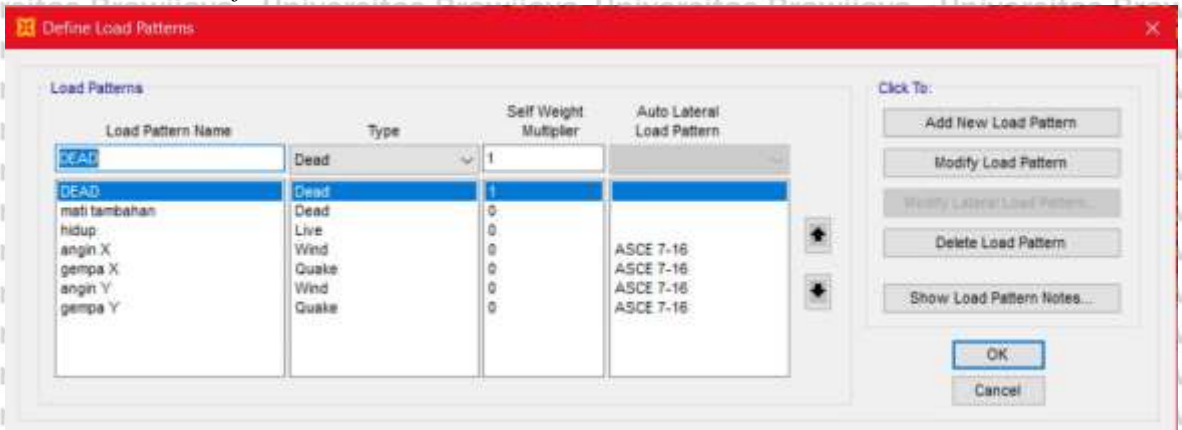 Define Load Patterns
Load Patterns
Click To:
Load Pattern Name Type Self Weight Multiplier Auto Lateral Load Pattern
DEAD Dead 1
DEAD Dead 1
mati tambahan Dead 0
hidup Live 0
angin X Wind 0 ASCE 7-16
gempa X Quake 0 ASCE 7-16
angin Y Wind 0 ASCE 7-16
gempa Y Quake 0 ASCE 7-16
Add New Load Pattern
Modify Load Pattern
Modify Lateral Load Pattern...
Delete Load Pattern
Show Load Pattern Notes...
OK
Cancel